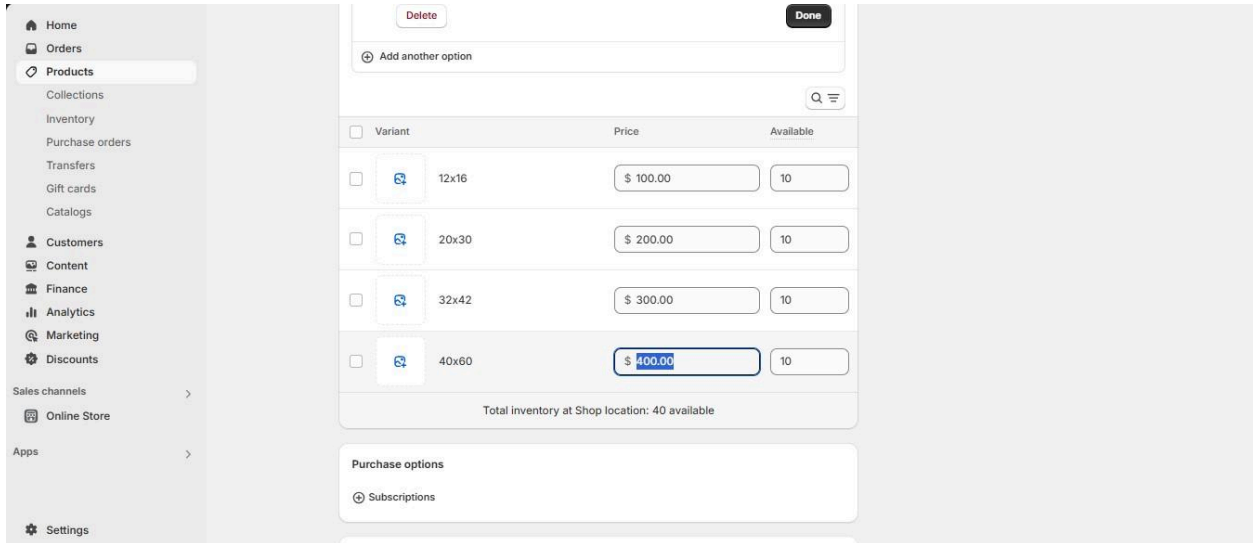 Home
Orders
Products
Collections
Inventory
Purchase orders
Transfers
Gift cards
Catalogs
Customers
Content
Finance
Analytics
Marketing
Discounts
Sales channels
Online Store
Apps
Settings
Delete
Done
Add another option
Variant Price Available
12x16 $ 100.00 10
20x30 $ 200.00 10
32x42 $ 300.00 10
40x60 $ 400.00 10
Total inventory at Shop location: 40 available
Purchase options
Subscriptions